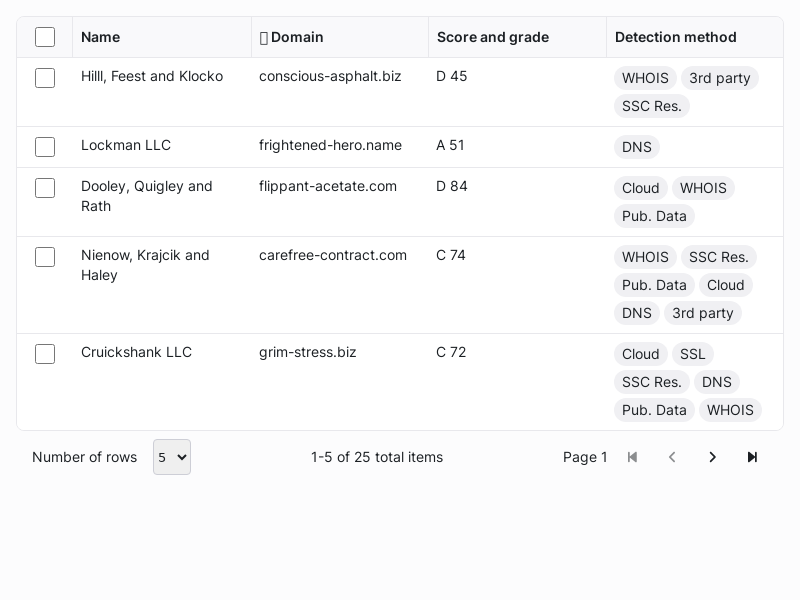 Name Domain Score and grade Detection method
Hilll, Feest and Klocko conscious-asphalt.biz D 45 WHOIS 3rd party
SSC Res.
Lockman LLC frightened-hero.name A 51 DNS
Dooley, Quigley and flippant-acetate.com D 84 Cloud WHOIS
Rath Pub. Data
Nienow, Krajcik and carefree-contract.com C 74 WHOIS SSC Res.
Haley Pub. Data Cloud
DNS 3rd party
Cruickshank LLC grim-stress.biz C 72 Cloud SSL
SSC Res. DNS
Pub. Data WHOIS
Number of rows 5 1-5 of 25 total items Page 1